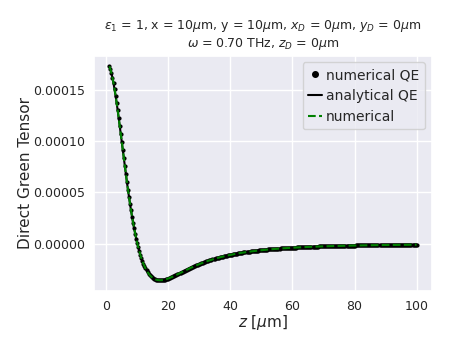 ε₁ = 1, x = 10μm, y = 10μm, x_D = 0μm, y_D = 0μm
ω = 0.70 THz, z_D = 0μm
numerical QE
analytical QE
numerical
Direct Green Tensor
0.00015
0.00010
0.00005
0.00000
0 20 40 60 80 100
z [μm]